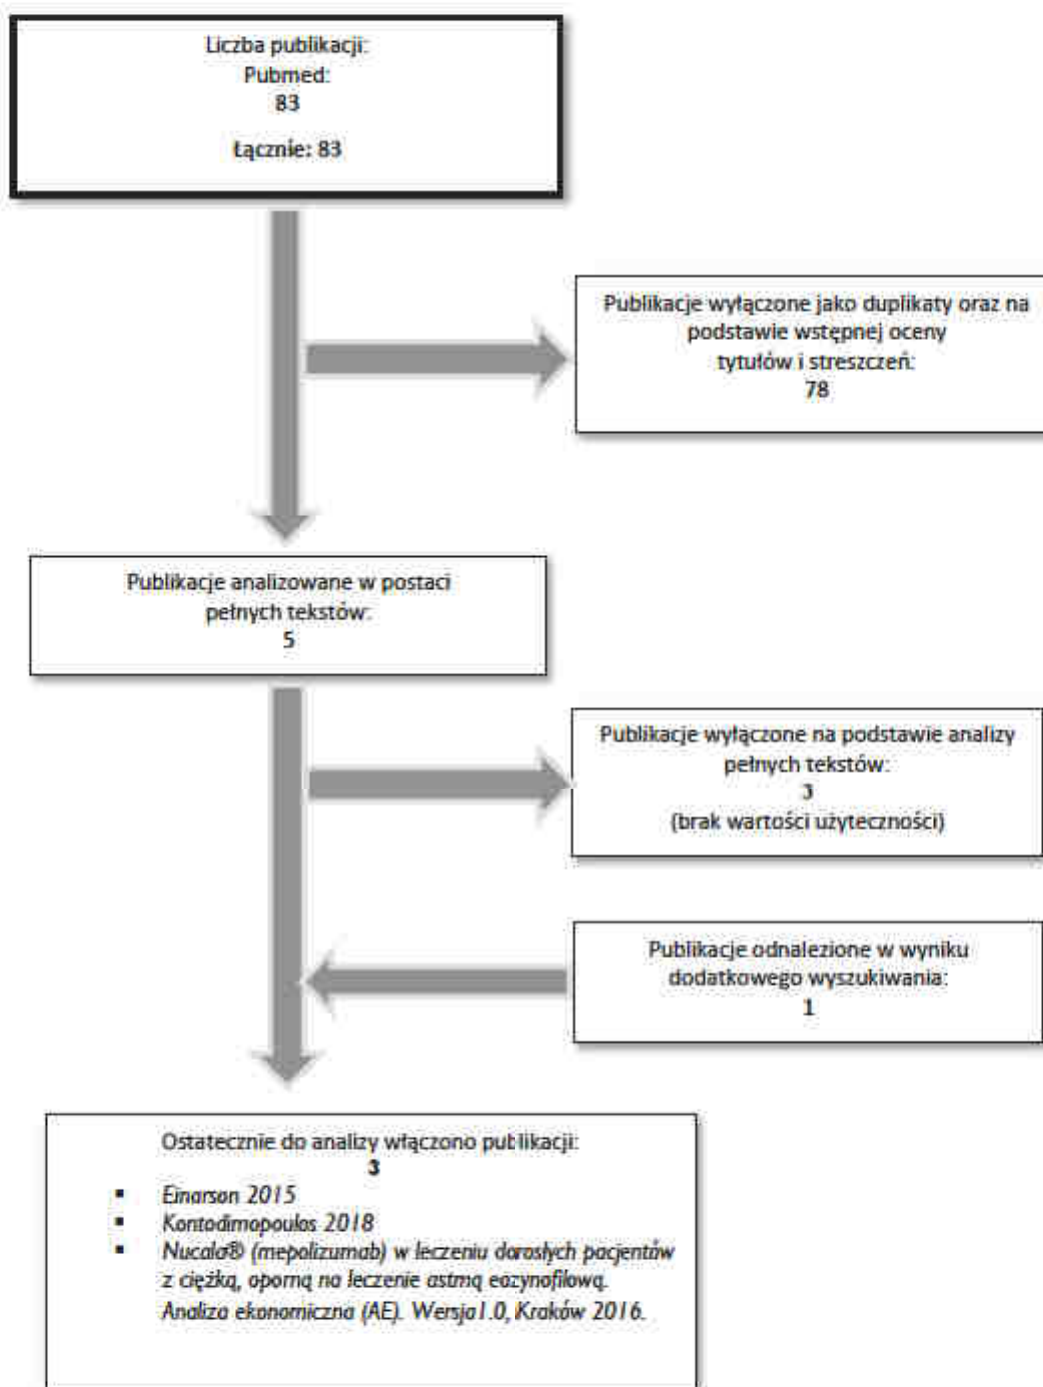 Liczba publikacji:
Pubmed:
83
Łącznie: 83
Publikacje wyłączone jako duplikaty oraz na
podstawie wstępnej oceny
tytułów i streszczeń:
78
Publikacje analizowane w postaci
pełnych tekstów:
5
Publikacje wyłączone na podstawie analizy
pełnych tekstów:
3
(brak wartości użyteczności)
Publikacje odnalezione w wyniku
dodatkowego wyszukiwania:
1
Ostatecznie do analizy włączono publikacji:
3
▪ Einarson 2015
▪ Kontodimopoulos 2018
▪ Nucala® (mepolizumab) w leczeniu dorosłych pacjentów
z ciężką, oporną na leczenie astmą eozynofilową.
Analiza ekonomiczna (AE). Wersja1.0, Kraków 2016.